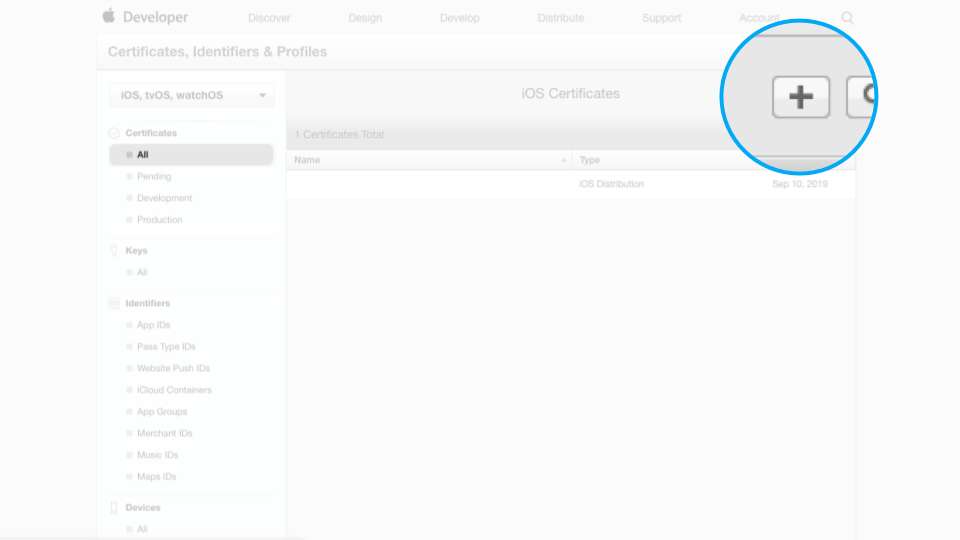 Developer
Discover
Design
Develop
Distribute
Support
Account
Certificates, Identifiers & Profiles
iOS, tvOS, watchOS
iOS Certificates
Certificates
All
Pending
Development
Production
Keys
All
Identifiers
App IDs
Pass Type IDs
Website Push IDs
iCloud Containers
App Groups
Merchant IDs
Music IDs
Maps IDs
Devices
All
1 Certificates Total
Name
Type
iOS Distribution
Sep 10, 2019